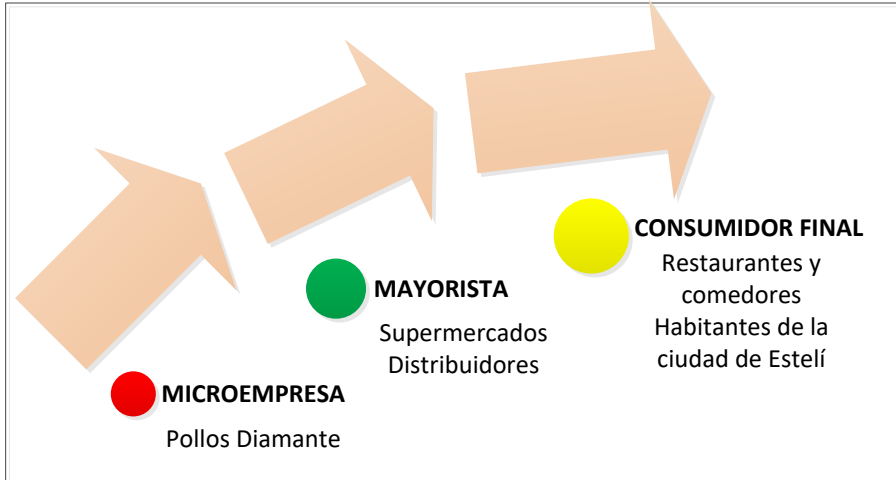 MICROEMPRESA
Pollos Diamante
MAYORISTA
Supermercados
Distribuidores
CONSUMIDOR FINAL
Restaurantes y
comedores
Habitantes de la
ciudad de Estelí